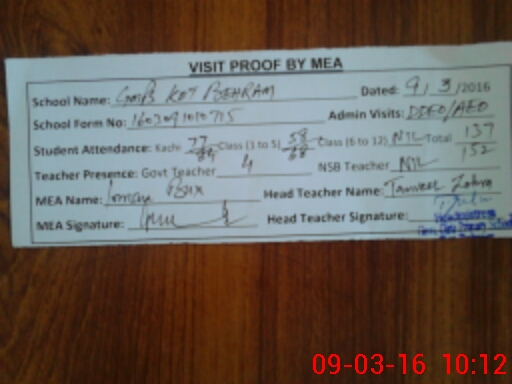 VISIT PROOF BY MEA
School Name: GMPS KOT BEHRAM Dated: 9, 3 /2016
School Form No: Admin Visits: DDEO/AEO
Student Attendance: Kachi 77/84 Class (1 to 5) 58/68 Class (6 to 12) NIL Total 137/152
Teacher Presence: Govt Teacher 4 NSB Teacher NIL
MEA Name: Bux Head Teacher Name: Tanveer Zahra
MEA Signature: Head Teacher Signature:
09-03-16 10:12